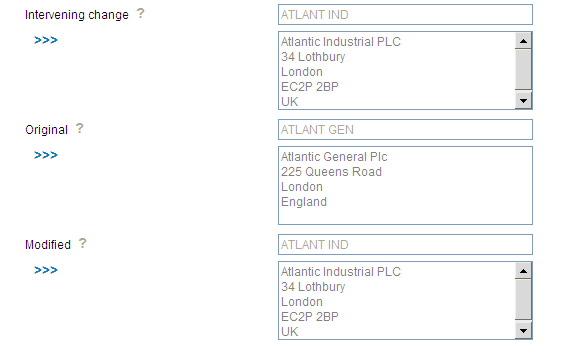 Intervening change ? ATLANT IND
>>>
Atlantic Industrial PLC
34 Lothbury
London
EC2P 2BP
UK
Original ? ATLANT GEN
>>>
Atlantic General Plc
225 Queens Road
London
England
Modified ? ATLANT IND
>>>
Atlantic Industrial PLC
34 Lothbury
London
EC2P 2BP
UK